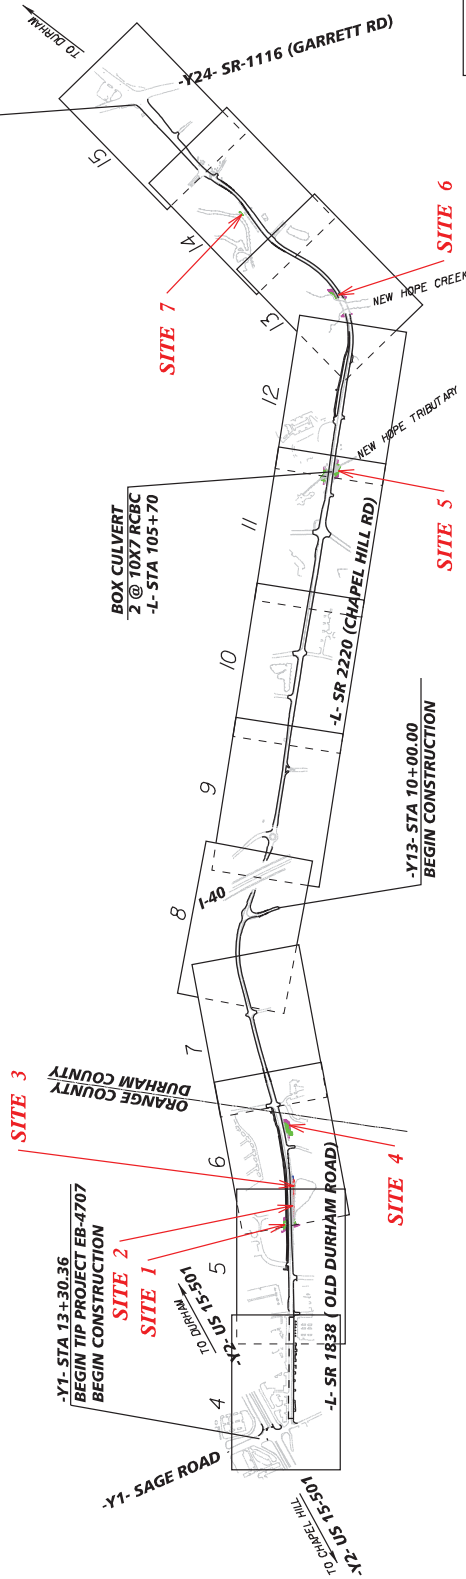 TO DURHAM
-Y24- SR-1116 (GARRETT RD)
15
14
13
SITE 7
SITE 6
NEW HOPE CREEK
12
NEW HOPE TRIBUTARY
SITE 5
BOX CULVERT
2 @ 10X7 RCBC
-L- STA 105+70
11
-L- SR 2220 (CHAPEL HILL RD)
10
9
-Y13- STA 10+00.00
BEGIN CONSTRUCTION
8
I-40
7
ORANGE COUNTY
DURHAM COUNTY
SITE 3
6
SITE 4
SITE 2
SITE 1
5
-Y1- STA 13+30.36
BEGIN TIP PROJECT EB-4707
BEGIN CONSTRUCTION
TO DURHAM
-Y2- US 15-501
-L- SR 1838 ( OLD DURHAM ROAD)
4
-Y1- SAGE ROAD
TO CHAPEL HILL
-Y2- US 15-501